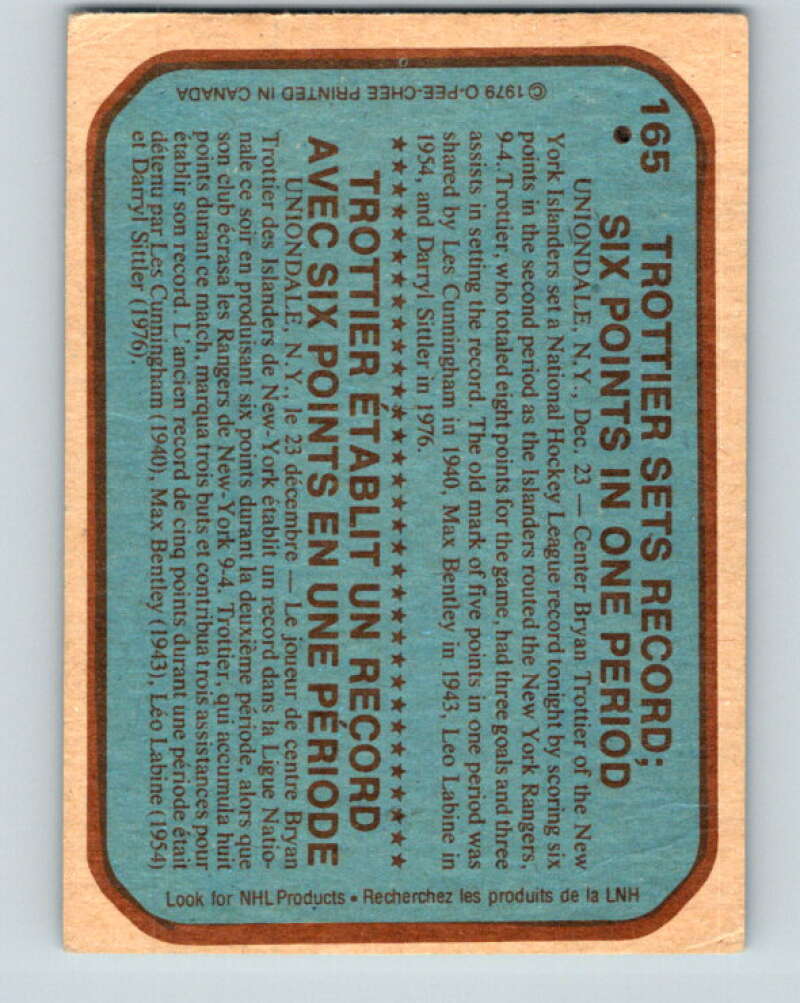 165
TROTTIER SETS RECORD;
SIX POINTS IN ONE PERIOD
UNIONDALE, N.Y., Dec. 23 — Center Bryan Trottier of the New
York Islanders set a National Hockey League record tonight by scoring six
points in the second period as the Islanders routed the New York Rangers,
9-4. Trottier, who totaled eight points for the game, had three goals and three
assists in setting the record. The old mark of five points in one period was
shared by Les Cunningham in 1940, Max Bentley in 1943, Leo Labine in
1954, and Darryl Sittler in 1976.
★★★★★★★★★★★★★★★★★★★★★★★★★★★★★★★★★
TROTTIER ÉTABLIT UN RECORD
AVEC SIX POINTS EN UNE PÉRIODE
UNIONDALE, N.Y., le 23 décembre — Le joueur de centre Bryan
Trottier des Islanders de New-York établit un record dans la Ligue Natio-
nale ce soir en produisant six points durant la deuxième période, alors que
son club écrasa les Rangers de New-York 9-4. Trottier, qui accumula huit
points durant ce match, marqua trois buts et contribua trois assistances pour
établir son record. L'ancien record de cinq points durant une période était
détenu par Les Cunningham (1940), Max Bentley (1943), Léo Labine (1954)
et Darryl Sittler (1976).
© 1979 O-PEE-CHEE PRINTED IN CANADA
Look for NHL Products • Recherchez les produits de la LNH